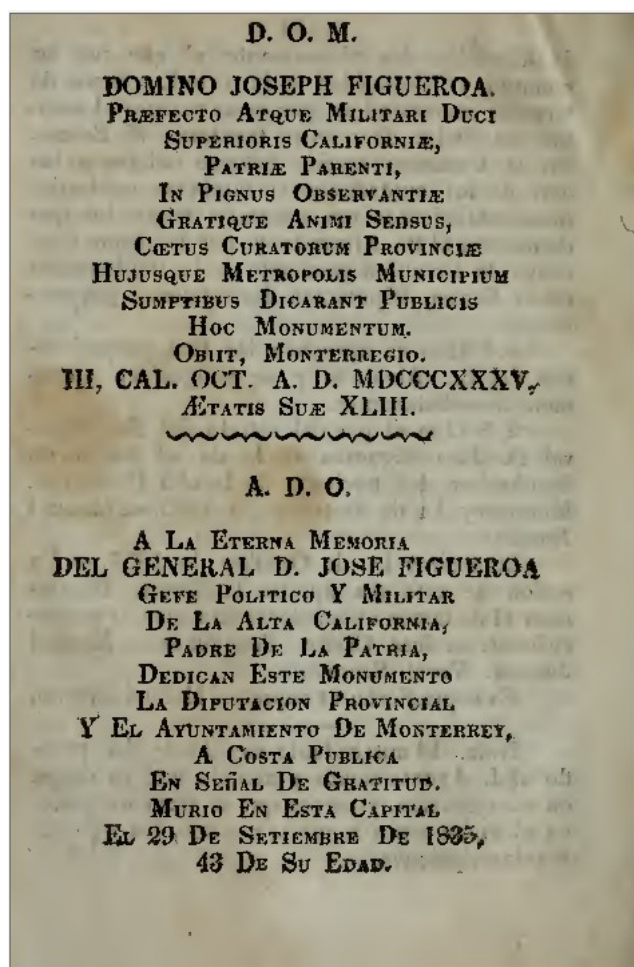 D. O. M.
DOMINO JOSEPH FIGUEROA.
PRÆFECTO ATQUE MILITARI DUCI
SUPERIORIS CALIFORNIÆ,
PATRIÆ PARENTI,
IN PIGNUS OBSERVANTIÆ
GRATIQUE ANIMI SEDSUS,
CŒTUS CURATORUM PROVINCIÆ
HUJUSQUE METROPOLIS MUNICIPIUM
SUMPTIBUS DICARANT PUBLICIS
HOC MONUMENTUM.
OBIIT, MONTERREGIO.
III, CAL. OCT. A. D. MDCCCXXXV,
ÆTATIS SUÆ XLIII.
A. D. O.
A LA ETERNA MEMORIA
DEL GENERAL D. JOSE FIGUEROA
GEFE POLITICO Y MILITAR
DE LA ALTA CALIFORNIA,
PADRE DE LA PATRIA,
DEDICAN ESTE MONUMENTO
LA DIPUTACION PROVINCIAL
Y EL AYUNTAMIENTO DE MONTERREY,
A COSTA PUBLICA
EN SEÑAL DE GRATITUD.
MURIO EN ESTA CAPITAL
EL 29 DE SETIEMBRE DE 1835,
43 DE SU EDAD.